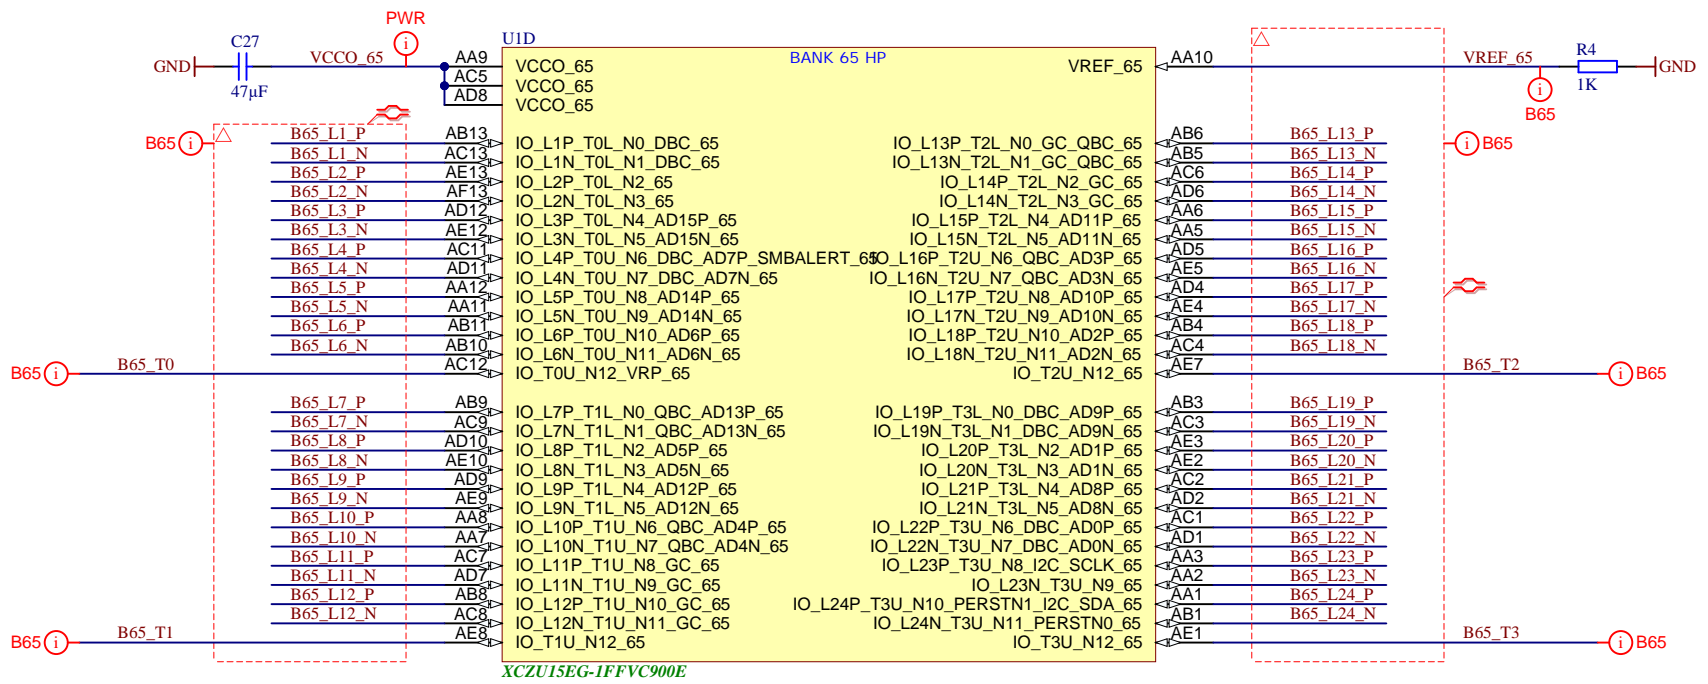 PWR
C27 U1D
GND VCCO_65 AA9 VCCO_65 BANK 65 HP VREF_65 AA10 VREF_65 R4 GND
47µF AC5 VCCO_65 1K
AD8 VCCO_65 B65
B65 B65_L1_P AB13 IO_L1P_T0L_N0_DBC_65 IO_L13P_T2L_N0_GC_QBC_65 AB6 B65_L13_P B65
B65_L1_N AC13 IO_L1N_T0L_N1_DBC_65 IO_L13N_T2L_N1_GC_QBC_65 AB5 B65_L13_N
B65_L2_P AE13 IO_L2P_T0L_N2_65 IO_L14P_T2L_N2_GC_65 AC6 B65_L14_P
B65_L2_N AF13 IO_L2N_T0L_N3_65 IO_L14N_T2L_N3_GC_65 AD6 B65_L14_N
B65_L3_P AD12 IO_L3P_T0L_N4_AD15P_65 IO_L15P_T2L_N4_AD11P_65 AA6 B65_L15_P
B65_L3_N AE12 IO_L3N_T0L_N5_AD15N_65 IO_L15N_T2L_N5_AD11N_65 AA5 B65_L15_N
B65_L4_P AC11 IO_L4P_T0U_N6_DBC_AD7P_SMBALERT_65 IO_L16P_T2U_N6_QBC_AD3P_65 AD5 B65_L16_P
B65_L4_N AD11 IO_L4N_T0U_N7_DBC_AD7N_65 IO_L16N_T2U_N7_QBC_AD3N_65 AE5 B65_L16_N
B65_L5_P AA12 IO_L5P_T0U_N8_AD14P_65 IO_L17P_T2U_N8_AD10P_65 AD4 B65_L17_P
B65_L5_N AA11 IO_L5N_T0U_N9_AD14N_65 IO_L17N_T2U_N9_AD10N_65 AE4 B65_L17_N
B65_L6_P AB11 IO_L6P_T0U_N10_AD6P_65 IO_L18P_T2U_N10_AD2P_65 AB4 B65_L18_P
B65_L6_N AB10 IO_L6N_T0U_N11_AD6N_65 IO_L18N_T2U_N11_AD2N_65 AC4 B65_L18_N
B65 B65_T0 AC12 IO_T0U_N12_VRP_65 IO_T2U_N12_65 AE7 B65_T2 B65
B65_L7_P AB9 IO_L7P_T1L_N0_QBC_AD13P_65 IO_L19P_T3L_N0_DBC_AD9P_65 AB3 B65_L19_P
B65_L7_N AC9 IO_L7N_T1L_N1_QBC_AD13N_65 IO_L19N_T3L_N1_DBC_AD9N_65 AC3 B65_L19_N
B65_L8_P AD10 IO_L8P_T1L_N2_AD5P_65 IO_L20P_T3L_N2_AD1P_65 AE3 B65_L20_P
B65_L8_N AE10 IO_L8N_T1L_N3_AD5N_65 IO_L20N_T3L_N3_AD1N_65 AE2 B65_L20_N
B65_L9_P AD9 IO_L9P_T1L_N4_AD12P_65 IO_L21P_T3L_N4_AD8P_65 AC2 B65_L21_P
B65_L9_N AE9 IO_L9N_T1L_N5_AD12N_65 IO_L21N_T3L_N5_AD8N_65 AD2 B65_L21_N
B65_L10_P AA8 IO_L10P_T1U_N6_QBC_AD4P_65 IO_L22P_T3U_N6_DBC_AD0P_65 AC1 B65_L22_P
B65_L10_N AA7 IO_L10N_T1U_N7_QBC_AD4N_65 IO_L22N_T3U_N7_DBC_AD0N_65 AD1 B65_L22_N
B65_L11_P AC7 IO_L11P_T1U_N8_GC_65 IO_L23P_T3U_N8_I2C_SCLK_65 AA3 B65_L23_P
B65_L11_N AD7 IO_L11N_T1U_N9_GC_65 IO_L23N_T3U_N9_65 AA2 B65_L23_N
B65_L12_P AB8 IO_L12P_T1U_N10_GC_65 IO_L24P_T3U_N10_PERSTN1_I2C_SDA_65 AA1 B65_L24_P
B65_L12_N AC8 IO_L12N_T1U_N11_GC_65 IO_L24N_T3U_N11_PERSTN0_65 AB1 B65_L24_N
B65 B65_T1 AE8 IO_T1U_N12_65 IO_T3U_N12_65 AE1 B65_T3 B65
XCZU15EG-1FFVC900E